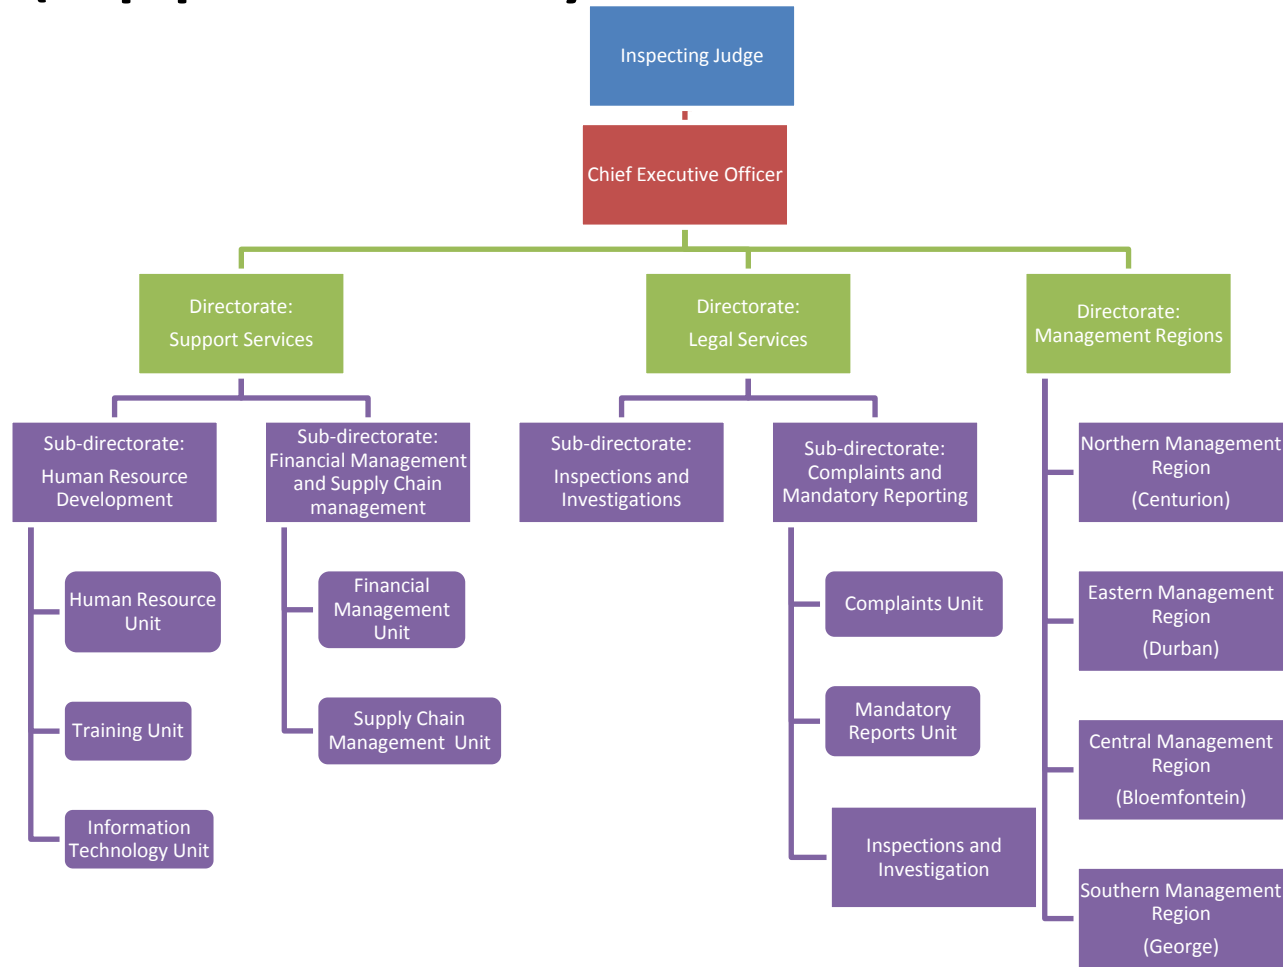 Inspecting Judge
Chief Executive Officer
Directorate:
Support Services
Directorate:
Legal Services
Directorate:
Management Regions
Sub-directorate:
Human Resource
Development
Sub-directorate:
Financial Management
and Supply Chain
management
Sub-directorate:
Inspections and
Investigations
Sub-directorate:
Complaints and
Mandatory Reporting
Northern Management
Region
(Centurion)
Human Resource
Unit
Financial
Management
Unit
Complaints Unit
Eastern Management
Region
(Durban)
Training Unit
Supply Chain
Management Unit
Mandatory
Reports Unit
Central Management
Region
(Bloemfontein)
Information
Technology Unit
Inspections and
Investigation
Southern Management
Region
(George)